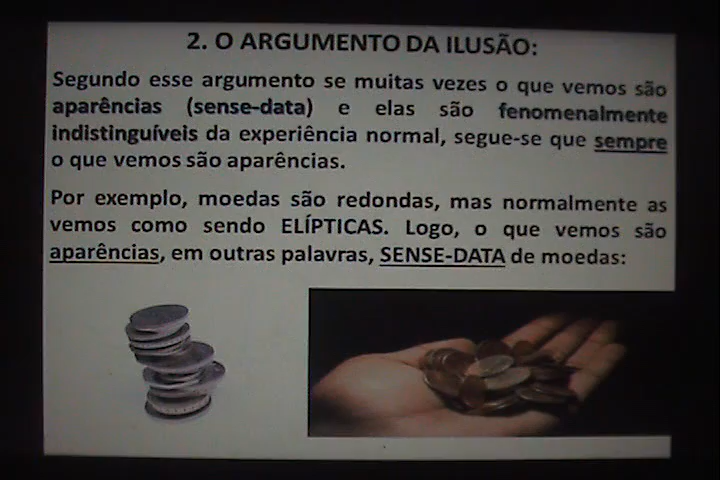 2. O ARGUMENTO DA ILUSÃO:
Segundo esse argumento se muitas vezes o que vemos são
aparências (sense-data) e elas são fenomenalmente
indistinguíveis da experiência normal, segue-se que sempre
o que vemos são aparências.
Por exemplo, moedas são redondas, mas normalmente as
vemos como sendo ELÍPTICAS. Logo, o que vemos são
aparências, em outras palavras, SENSE-DATA de moedas: